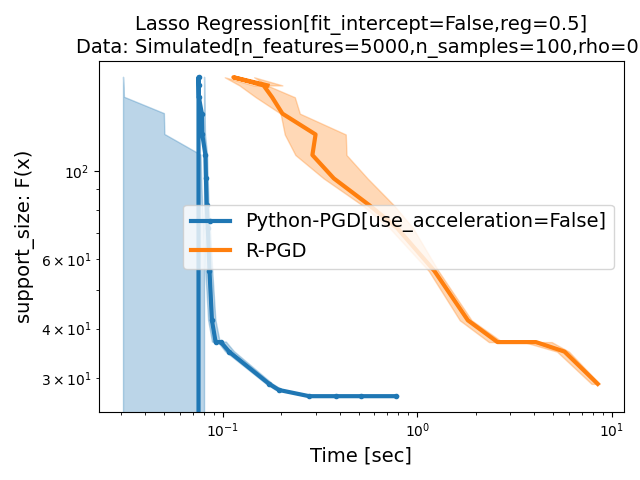 Lasso Regression[fit_intercept=False,reg=0.5]
Data: Simulated[n_features=5000,n_samples=100,rho=0
support_size: F(x)
10²
6 × 10¹
4 × 10¹
3 × 10¹
Python-PGD[use_acceleration=False]
R-PGD
10⁻¹ 10⁰ 10¹
Time [sec]